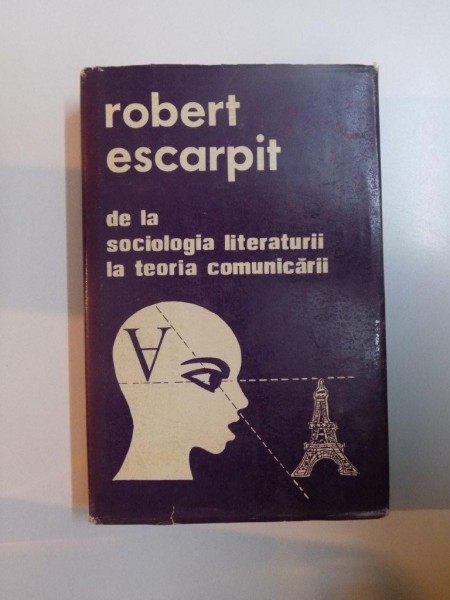 robert
escarpit
de la
sociologia literaturii
la teoria comunicării
∀